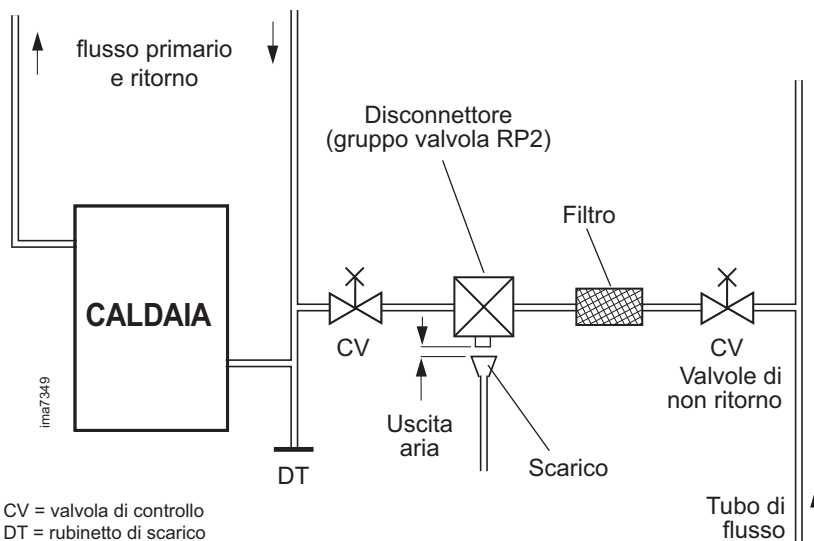 flusso primario
e ritorno
Disconnettore
(gruppo valvola RP2)
Filtro
CALDAIA
CV
CV
Valvole di
non ritorno
ima7349
Uscita
aria
Scarico
DT
CV = valvola di controllo
DT = rubinetto di scarico
Tubo di
flusso